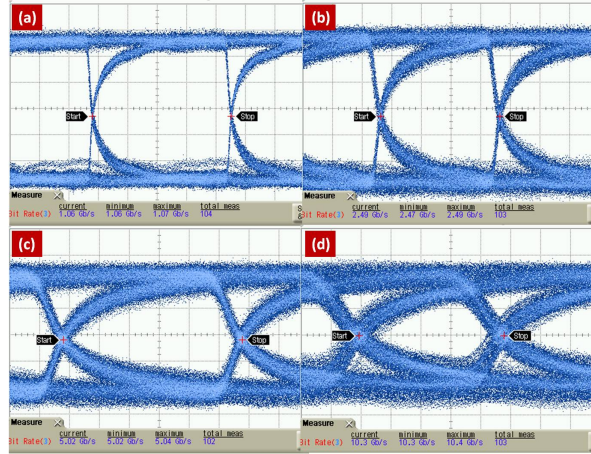 (a)
Start
Stop
Measure
current minimum maximum total meas
Bit Rate(3) 1.06 Gb/s 1.06 Gb/s 1.07 Gb/s 104
(b)
Start
Stop
Measure
current minimum maximum total meas
Bit Rate(3) 2.49 Gb/s 2.47 Gb/s 2.49 Gb/s 103
(c)
Start
Stop
Measure
current minimum maximum total meas
Bit Rate(3) 5.02 Gb/s 5.02 Gb/s 5.04 Gb/s 102
(d)
Start
Stop
Measure
current minimum maximum total meas
Bit Rate(3) 10.3 Gb/s 10.3 Gb/s 10.4 Gb/s 103